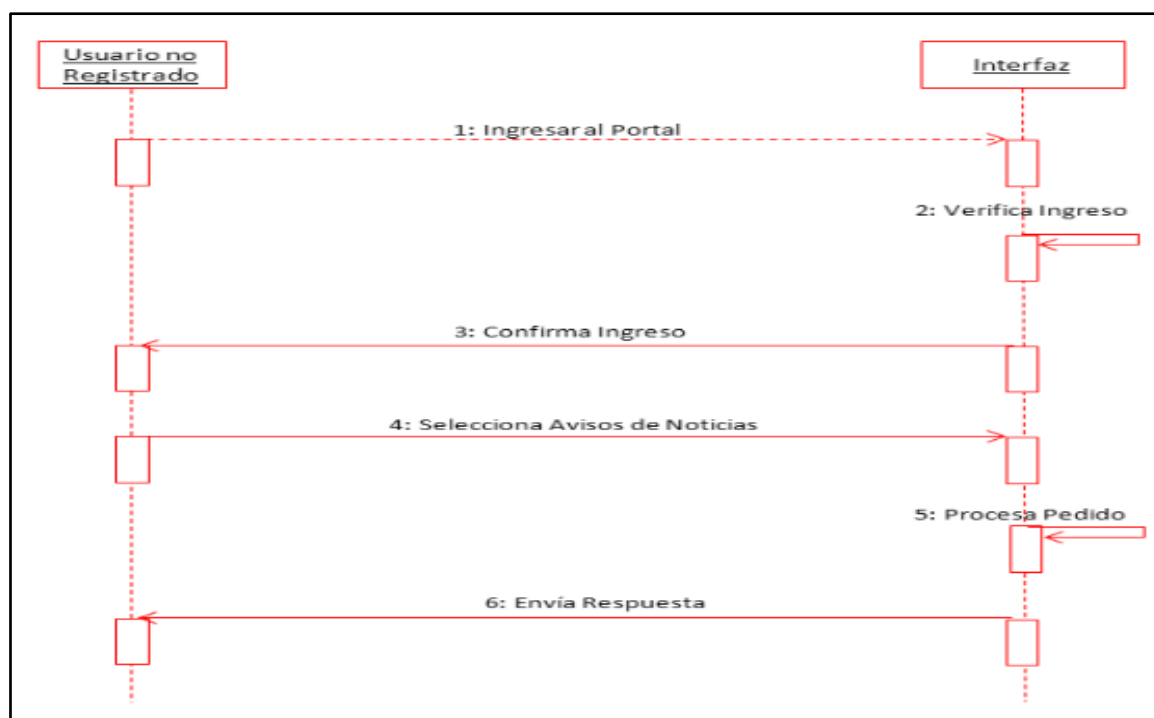 Usuario no
Registrado
Interfaz
1: Ingresar al Portal
2: Verifica Ingreso
3: Confirma Ingreso
4: Selecciona Avisos de Noticias
5: Procesa Pedido
6: Envía Respuesta